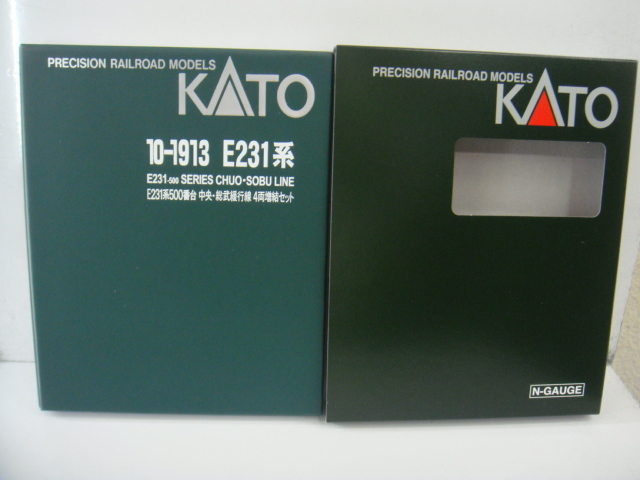 PRECISION RAILROAD MODELS
KATO
10-1913 E231系
E231-500 SERIES CHUO・SOBU LINE
E231系500番台 中央・総武緩行線 4両増結セット
PRECISION RAILROAD MODELS
KATO
N-GAUGE